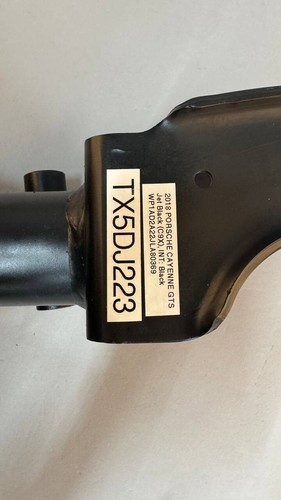 2018 PORSCHE CAYENNE GTS
Jet Black (C9X), INT: Black
WP1AD2A22JLA80369
TX5DJ223